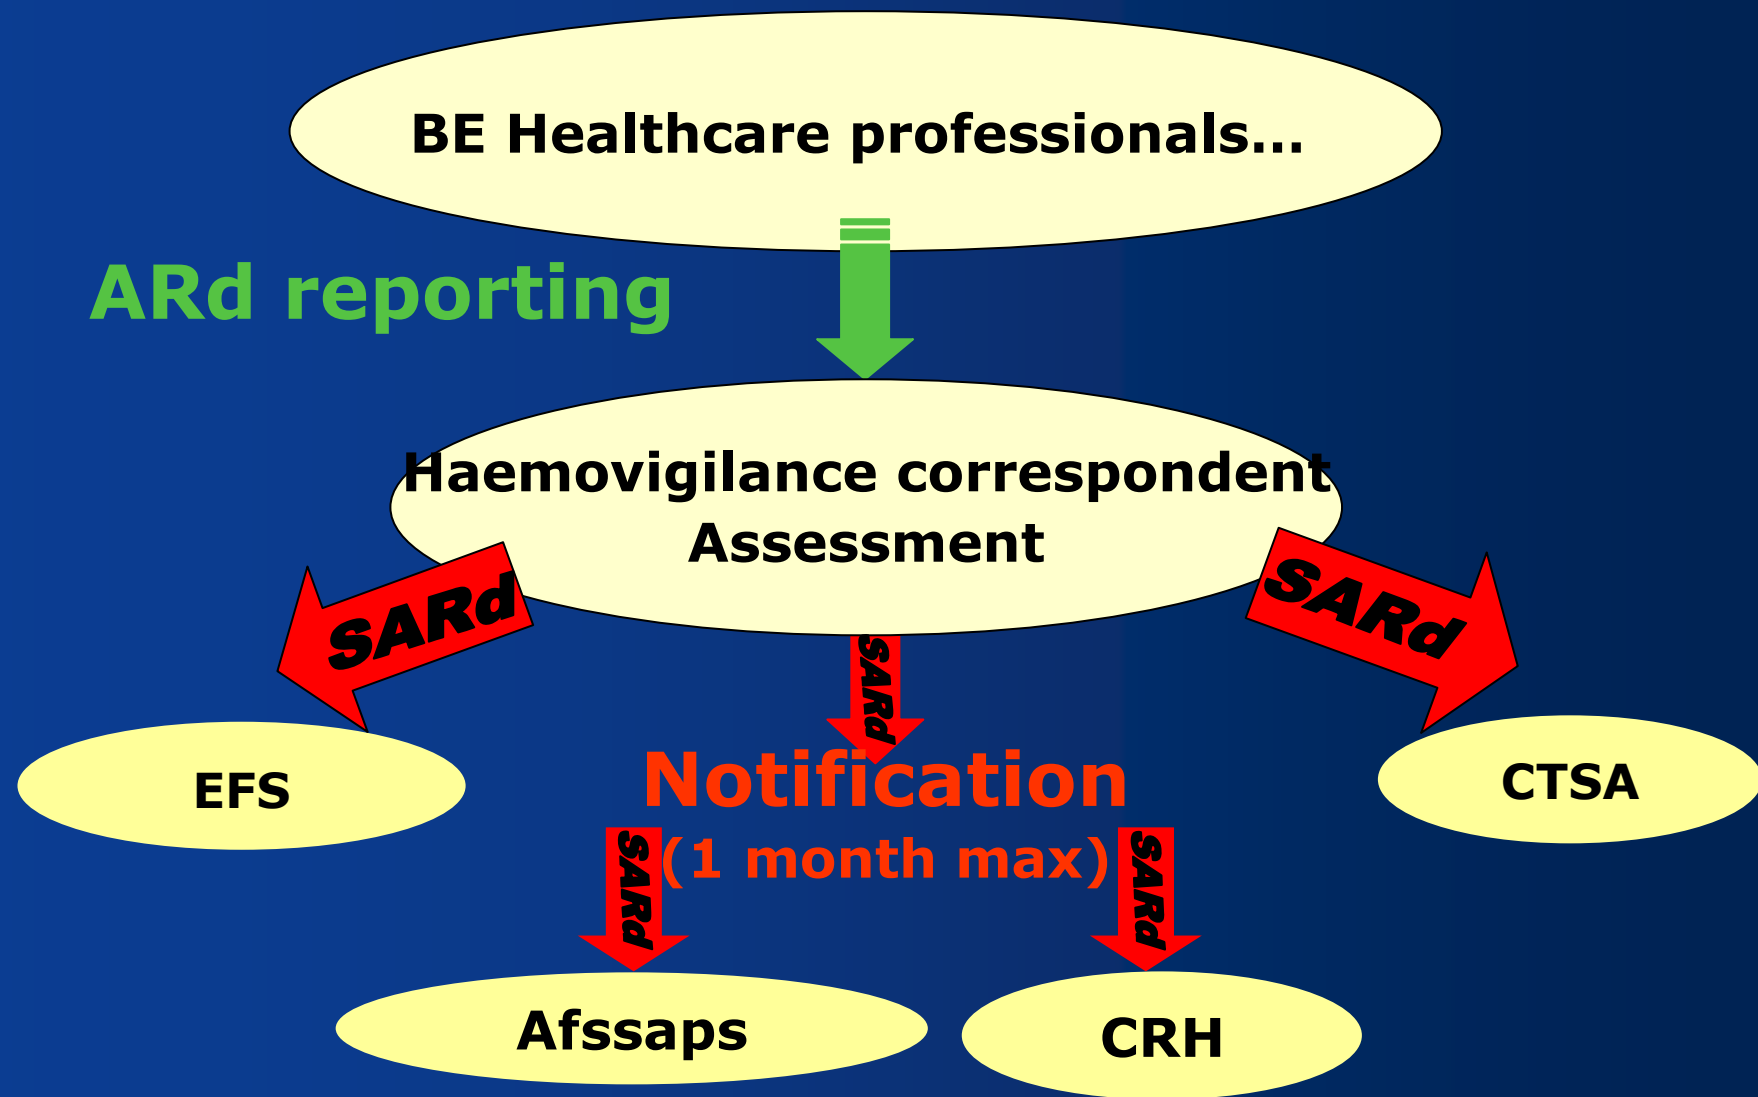 BE Healthcare professionals...
ARd reporting
Haemovigilance correspondent
Assessment
SARd
SARd
SARd
EFS
Notification
CTSA
SARd
(1 month max)
SARd
Afssaps
CRH